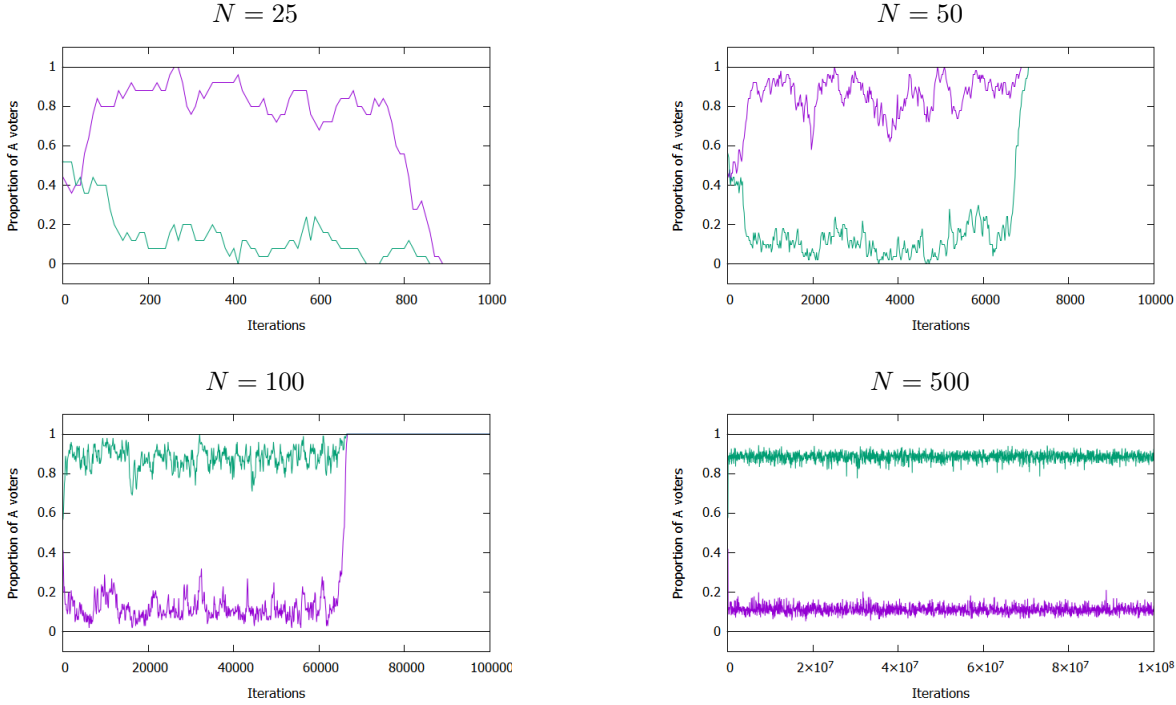 N = 25
Proportion of A voters
1
0.8
0.6
0.4
0.2
0
0 200 400 600 800 1000
Iterations
N = 50
Proportion of A voters
1
0.8
0.6
0.4
0.2
0
0 2000 4000 6000 8000 10000
Iterations
N = 100
Proportion of A voters
1
0.8
0.6
0.4
0.2
0
0 20000 40000 60000 80000 100000
Iterations
N = 500
Proportion of A voters
1
0.8
0.6
0.4
0.2
0
0 2×10⁷ 4×10⁷ 6×10⁷ 8×10⁷ 1×10⁸
Iterations